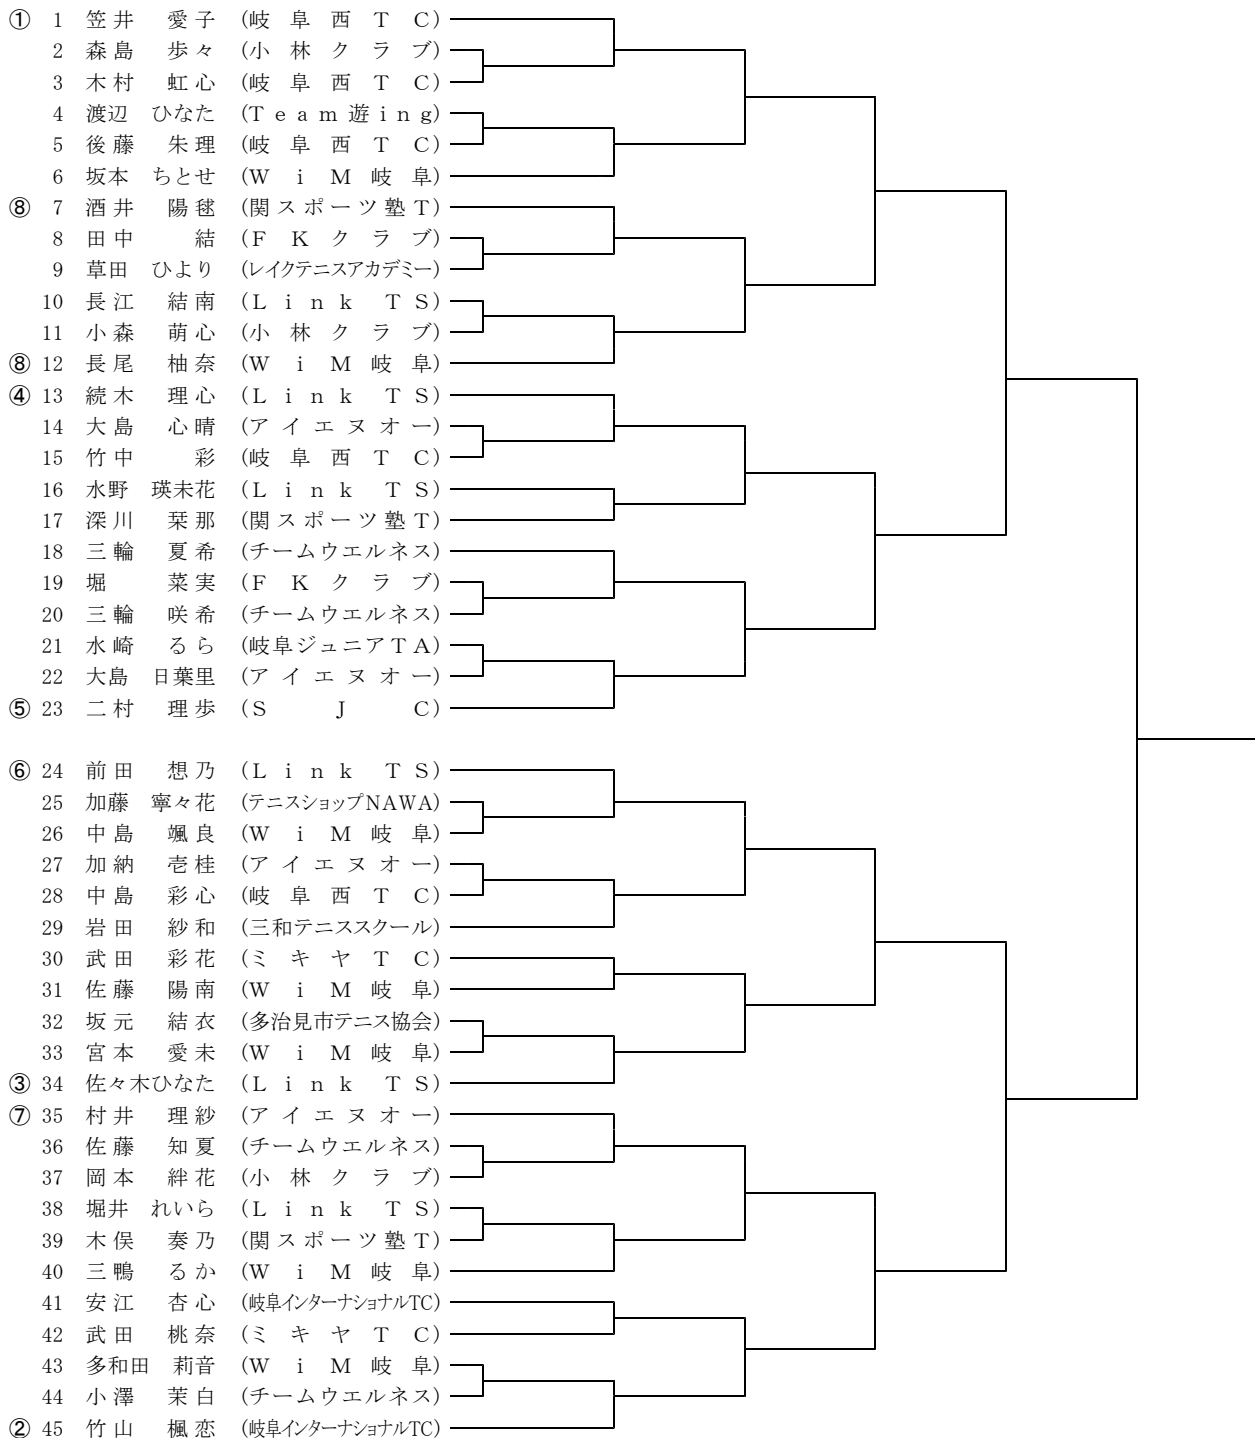 ① 1 笠井 愛子 (岐阜西TC)
2 森島 歩々 (小林クラブ)
3 木村 虹心 (岐阜西TC)
4 渡辺 ひなた (Team遊ing)
5 後藤 朱理 (岐阜西TC)
6 坂本 ちとせ (WiM岐阜)
⑧ 7 酒井 陽毬 (関スポーツ塾T)
8 田中 結 (FKクラブ)
9 草田 ひより (レイクテニスアカデミー)
10 長江 結南 (Link TS)
11 小森 萌心 (小林クラブ)
⑧ 12 長尾 柚奈 (WiM岐阜)
④ 13 続木 理心 (Link TS)
14 大島 心晴 (アイエヌオー)
15 竹中 彩 (岐阜西TC)
16 水野 瑛未花 (Link TS)
17 深川 栞那 (関スポーツ塾T)
18 三輪 夏希 (チームウエルネス)
19 堀 菜実 (FKクラブ)
20 三輪 咲希 (チームウエルネス)
21 水崎 るら (岐阜ジュニアTA)
22 大島 日葉里 (アイエヌオー)
⑤ 23 二村 理歩 (SJC)
⑥ 24 前田 想乃 (Link TS)
25 加藤 寧々花 (テニスショップNAWA)
26 中島 颯良 (WiM岐阜)
27 加納 壱桂 (アイエヌオー)
28 中島 彩心 (岐阜西TC)
29 岩田 紗和 (三和テニススクール)
30 武田 彩花 (ミキヤTC)
31 佐藤 陽南 (WiM岐阜)
32 坂元 結衣 (多治見市テニス協会)
33 宮本 愛未 (WiM岐阜)
③ 34 佐々木ひなた (Link TS)
⑦ 35 村井 理紗 (アイエヌオー)
36 佐藤 知夏 (チームウエルネス)
37 岡本 絆花 (小林クラブ)
38 堀井 れいら (Link TS)
39 木俣 奏乃 (関スポーツ塾T)
40 三鴨 るか (WiM岐阜)
41 安江 杏心 (岐阜インターナショナルTC)
42 武田 桃奈 (ミキヤTC)
43 多和田 莉音 (WiM岐阜)
44 小澤 茉白 (チームウエルネス)
② 45 竹山 楓恋 (岐阜インターナショナルTC)